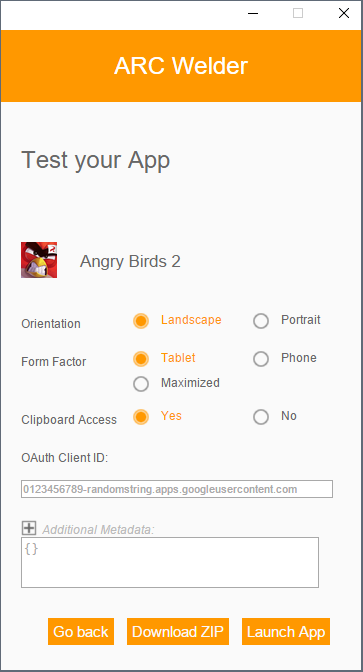 ARC Welder
Test your App
Angry Birds 2
Orientation Landscape Portrait
Form Factor Tablet Phone
Maximized
Clipboard Access Yes No
OAuth Client ID:
0123456789-randomstring.apps.googleusercontent.com
Additional Metadata:
{}
Go back Download ZIP Launch App